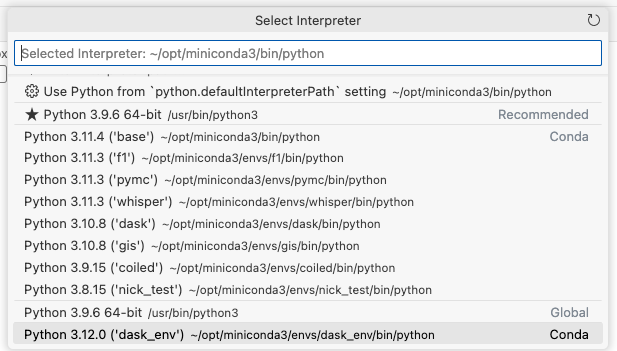 Select Interpreter
Selected Interpreter: ~/opt/miniconda3/bin/python
Use Python from `python.defaultInterpreterPath` setting ~/opt/miniconda3/bin/python
Python 3.9.6 64-bit /usr/bin/python3 Recommended
Python 3.11.4 ('base') ~/opt/miniconda3/bin/python Conda
Python 3.11.3 ('f1') ~/opt/miniconda3/envs/f1/bin/python
Python 3.11.3 ('pymc') ~/opt/miniconda3/envs/pymc/bin/python
Python 3.11.3 ('whisper') ~/opt/miniconda3/envs/whisper/bin/python
Python 3.10.8 ('dask') ~/opt/miniconda3/envs/dask/bin/python
Python 3.10.8 ('gis') ~/opt/miniconda3/envs/gis/bin/python
Python 3.9.15 ('coiled') ~/opt/miniconda3/envs/coiled/bin/python
Python 3.8.15 ('nick_test') ~/opt/miniconda3/envs/nick_test/bin/python
Python 3.9.6 64-bit /usr/bin/python3 Global
Python 3.12.0 ('dask_env') ~/opt/miniconda3/envs/dask_env/bin/python Conda